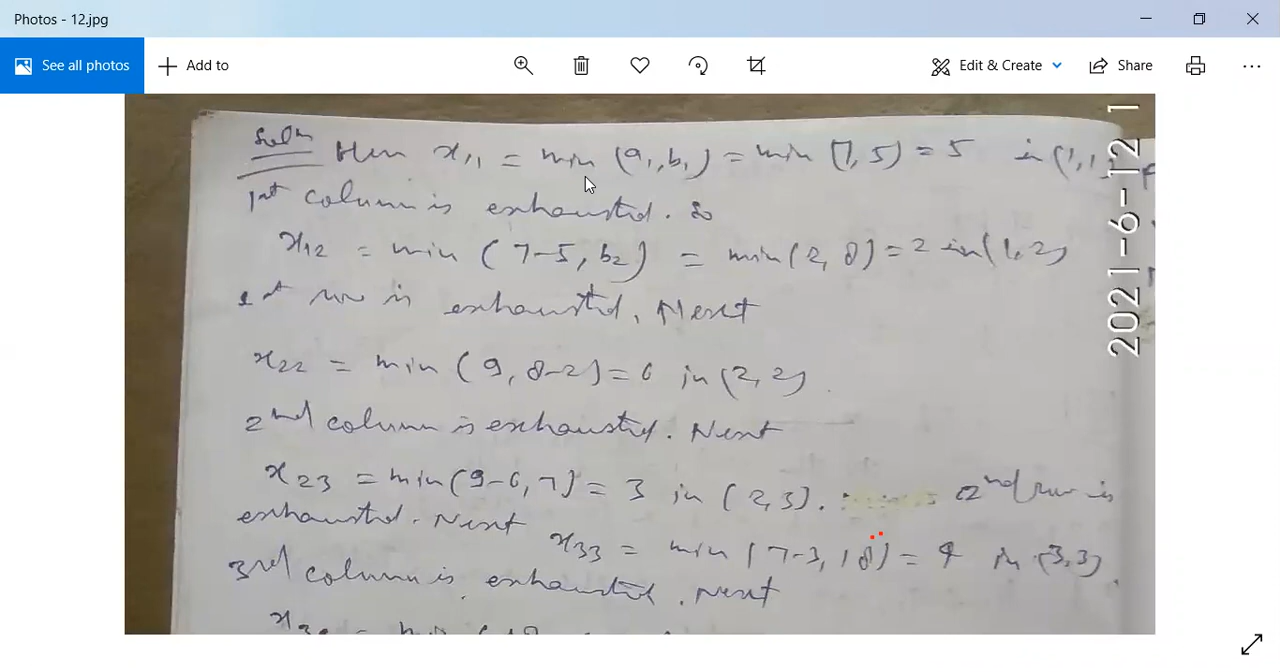 Photos - 12.jpg
See all photos
Add to
Edit & Create
Share
Soln Here x11 = min (a1, b1) = min (7, 5) = 5 in (1,1)
1st column is exhausted. So
x12 = min (7-5, b2) = min (2, 8) = 2 in (1,2)
1st row is exhausted. Next
x22 = min (9, 8-2) = 6 in (2,2)
2nd column is exhausted. Next
x23 = min (9-6, 7) = 3 in (2,3). 2nd row is
exhausted. Next x33 = min (7-3, 18) = 4 in (3,3).
3rd column is exhausted. Next
2021-6-12 1